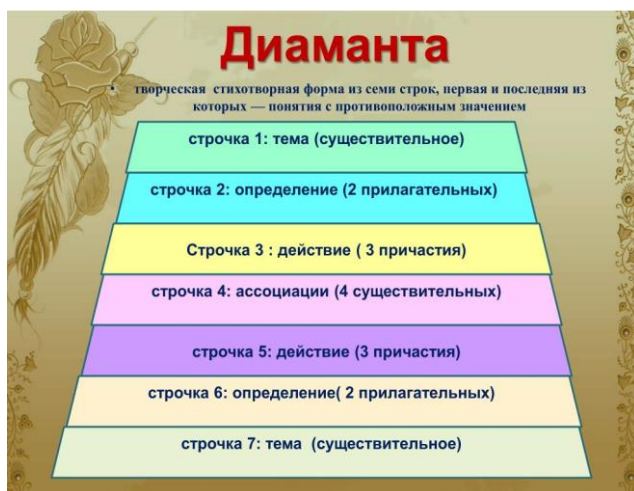 Диаманта
• творческая стихотворная форма из семи строк, первая и последняя из
которых — понятия с противоположным значением
строчка 1: тема (существительное)
строчка 2: определение (2 прилагательных)
Строчка 3 : действие ( 3 причастия)
строчка 4: ассоциации (4 существительных)
строчка 5: действие (3 причастия)
строчка 6: определение( 2 прилагательных)
строчка 7: тема (существительное)